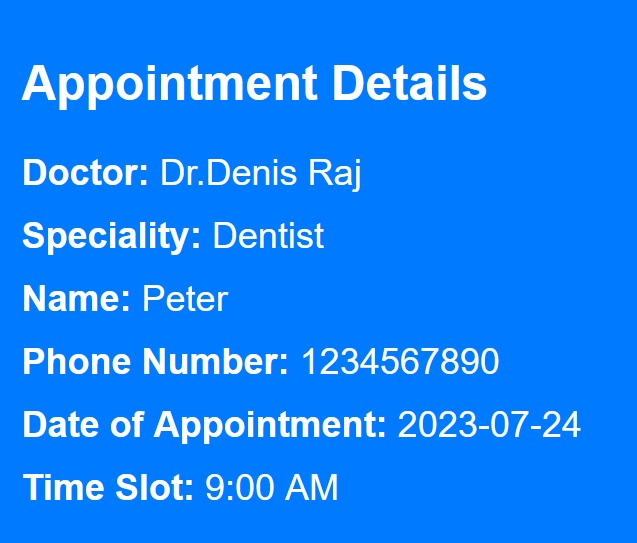 Appointment Details
Doctor: Dr.Denis Raj
Speciality: Dentist
Name: Peter
Phone Number: 1234567890
Date of Appointment: 2023-07-24
Time Slot: 9:00 AM